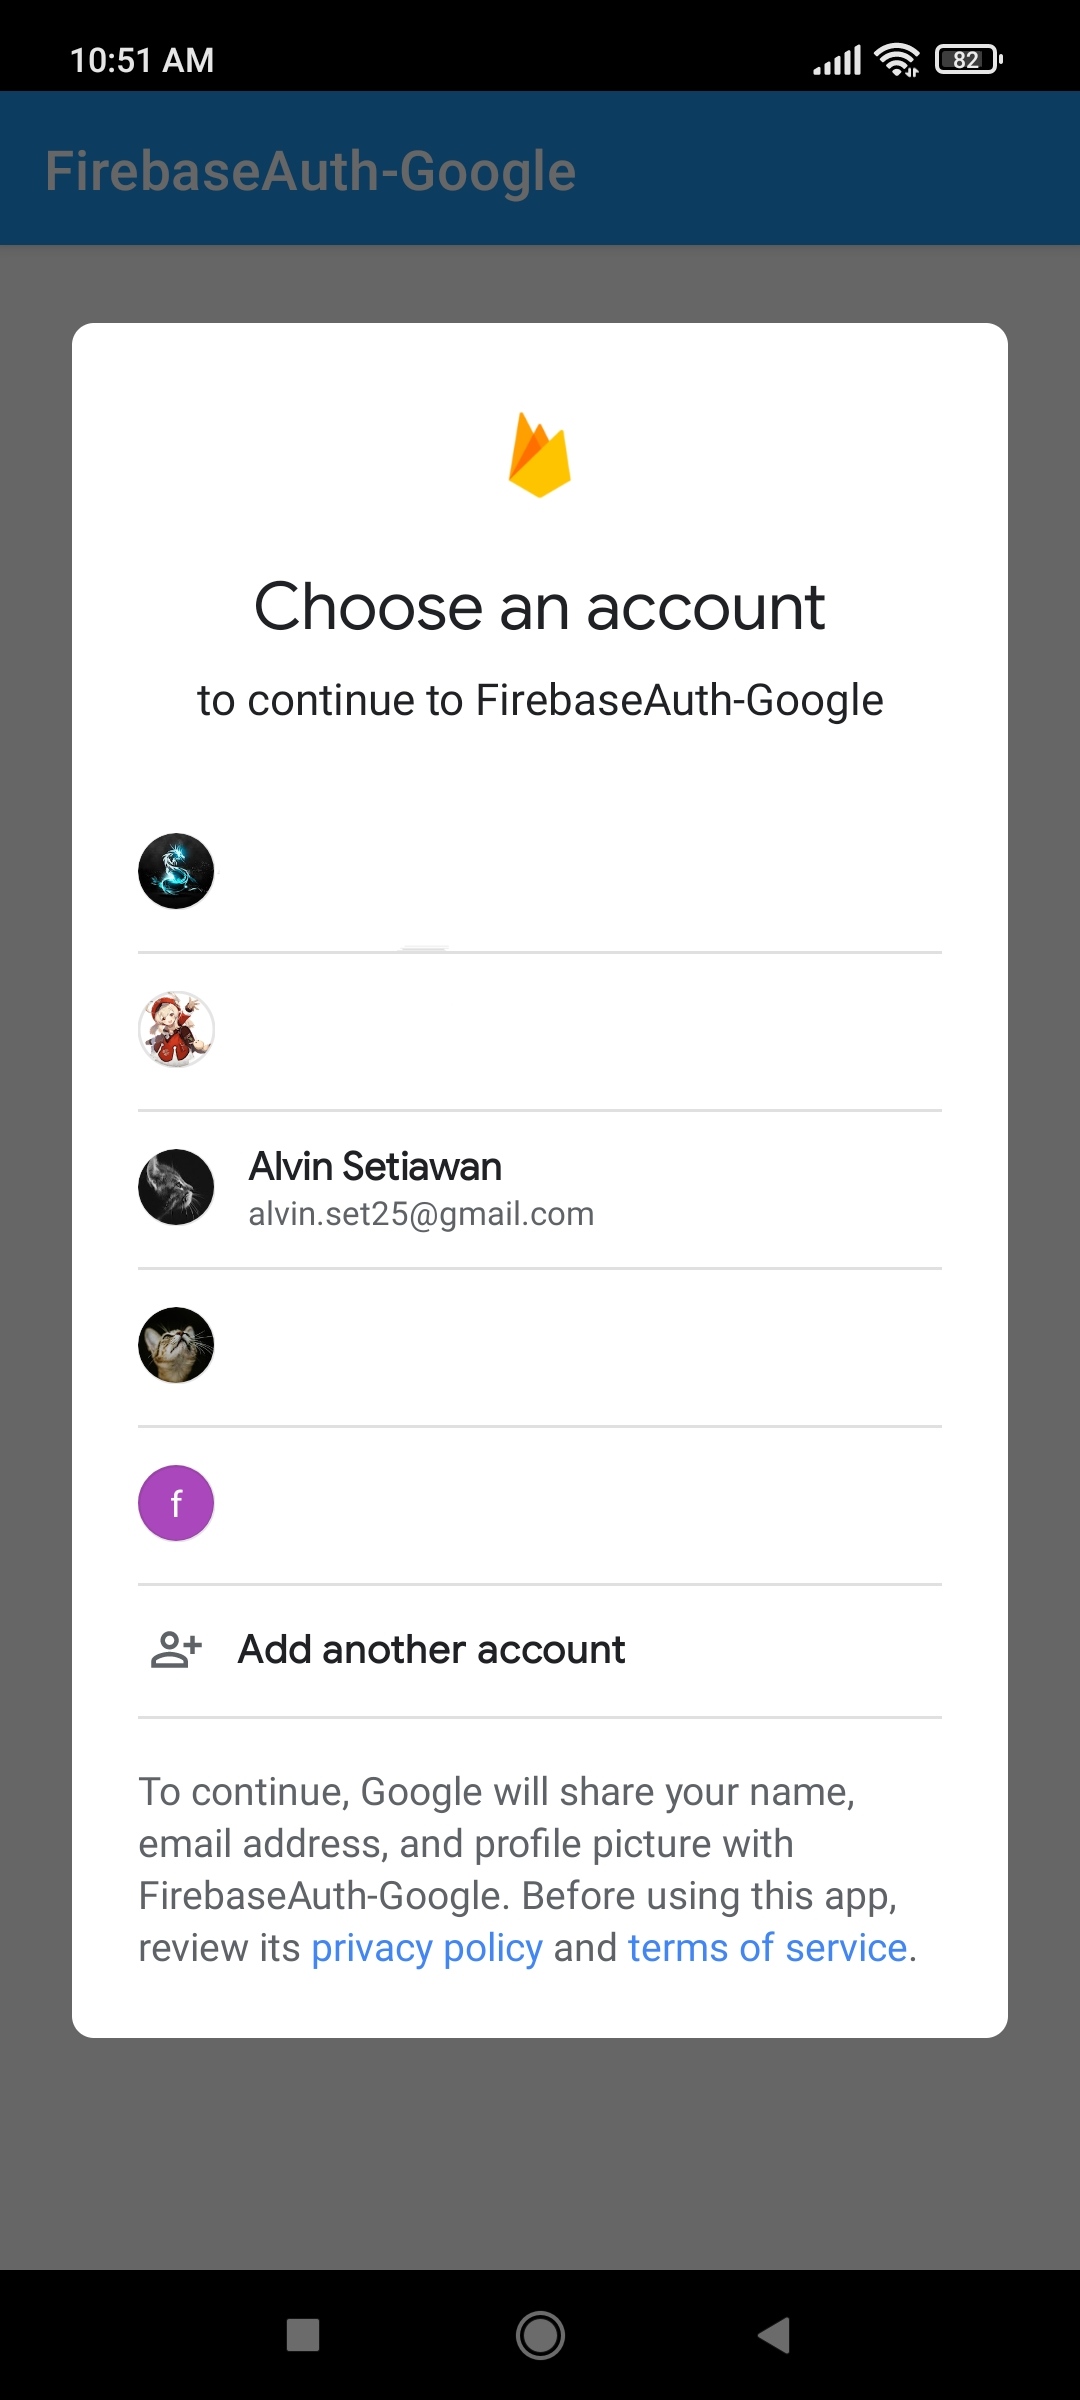 10:51 AM
82
FirebaseAuth-Google
Choose an account
to continue to FirebaseAuth-Google
Alvin Setiawan
alvin.set25@gmail.com
f
Add another account
To continue, Google will share your name,
email address, and profile picture with
FirebaseAuth-Google. Before using this app,
review its privacy policy and terms of service.